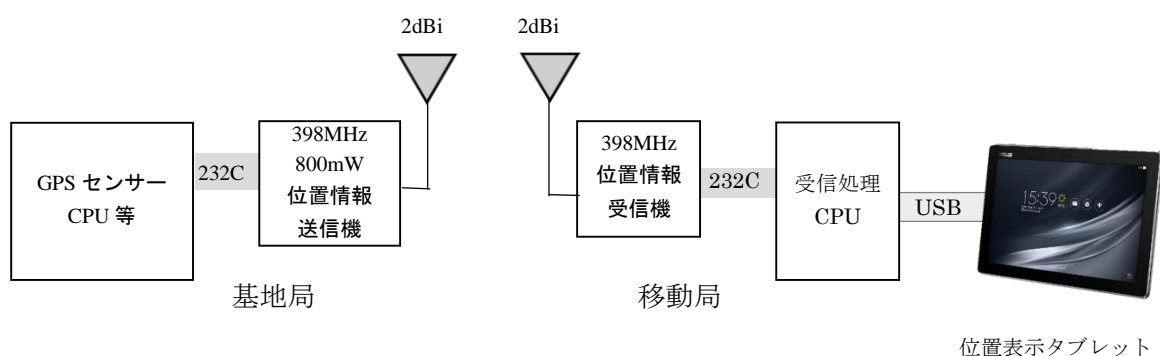 2dBi
2dBi
GPS センサー
CPU 等
232C
398MHz
800mW
位置情報
送信機
398MHz
位置情報
受信機
232C
受信処理
CPU
USB
15:39
基地局
移動局
位置表示タブレット